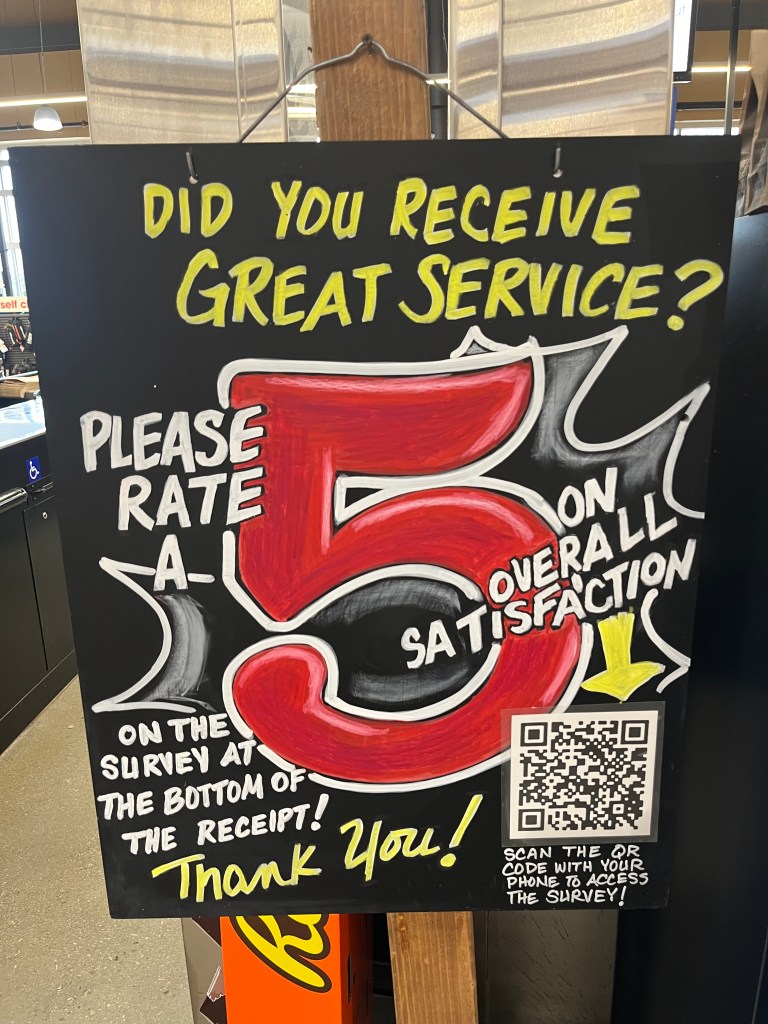 DID YOU RECEIVE
GREAT SERVICE?
PLEASE
RATE
A
5
ON
OVERALL
SATISFACTION
ON THE
SURVEY AT
THE BOTTOM OF
THE RECEIPT!
Thank You!
SCAN THE QR
CODE WITH YOUR
PHONE TO ACCESS
THE SURVEY!
self c